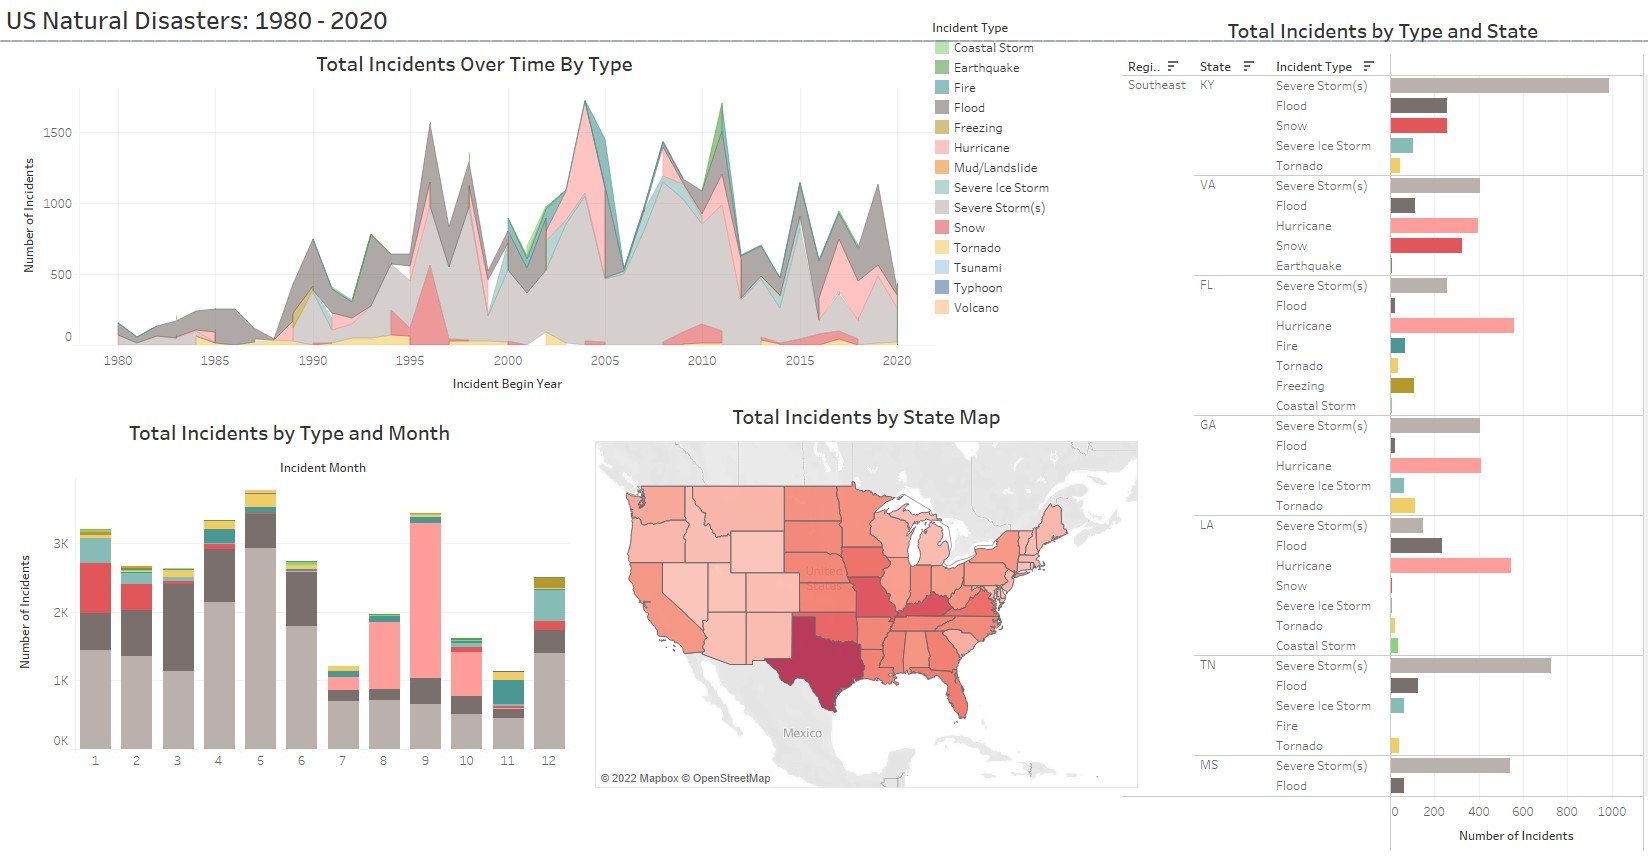 US Natural Disasters: 1980 - 2020
Total Incidents Over Time By Type
Number of Incidents
1500
1000
500
0
1980 1985 1990 1995 2000 2005 2010 2015 2020
Incident Begin Year
Incident Type
Coastal Storm
Earthquake
Fire
Flood
Freezing
Hurricane
Mud/Landslide
Severe Ice Storm
Severe Storm(s)
Snow
Tornado
Tsunami
Typhoon
Volcano
Total Incidents by Type and Month
Incident Month
Number of Incidents
3K
2K
1K
0K
1 2 3 4 5 6 7 8 9 10 11 12
Total Incidents by State Map
United
States
Mexico
© 2022 Mapbox © OpenStreetMap
Total Incidents by Type and State
Regi.. State Incident Type
Southeast KY Severe Storm(s)
Flood
Snow
Severe Ice Storm
Tornado
VA Severe Storm(s)
Flood
Hurricane
Snow
Earthquake
FL Severe Storm(s)
Flood
Hurricane
Fire
Tornado
Freezing
Coastal Storm
GA Severe Storm(s)
Flood
Hurricane
Severe Ice Storm
Tornado
LA Severe Storm(s)
Flood
Hurricane
Snow
Severe Ice Storm
Tornado
Coastal Storm
TN Severe Storm(s)
Flood
Severe Ice Storm
Fire
Tornado
MS Severe Storm(s)
Flood
0 200 400 600 800 1000
Number of Incidents